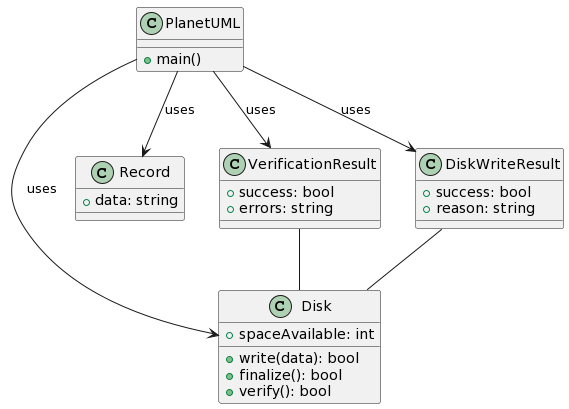 C PlanetUML
main()
uses
uses
uses
C Record
data: string
C VerificationResult
success: bool
errors: string
C DiskWriteResult
success: bool
reason: string
uses
C Disk
spaceAvailable: int
write(data): bool
finalize(): bool
verify(): bool